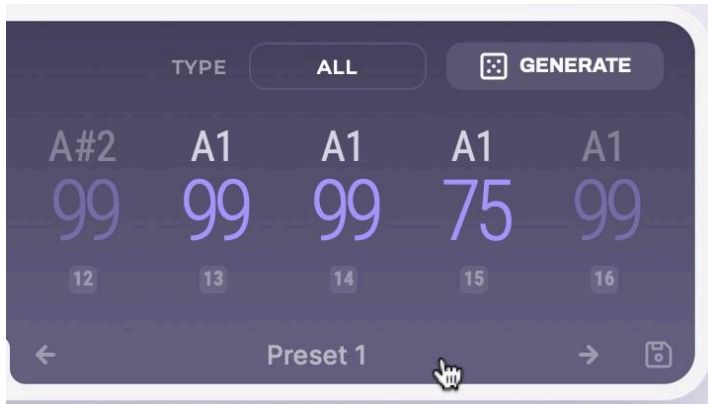 TYPE ALL GENERATE
A#2 A1 A1 A1 A1
99 99 99 75 99
12 13 14 15 16
Preset 1